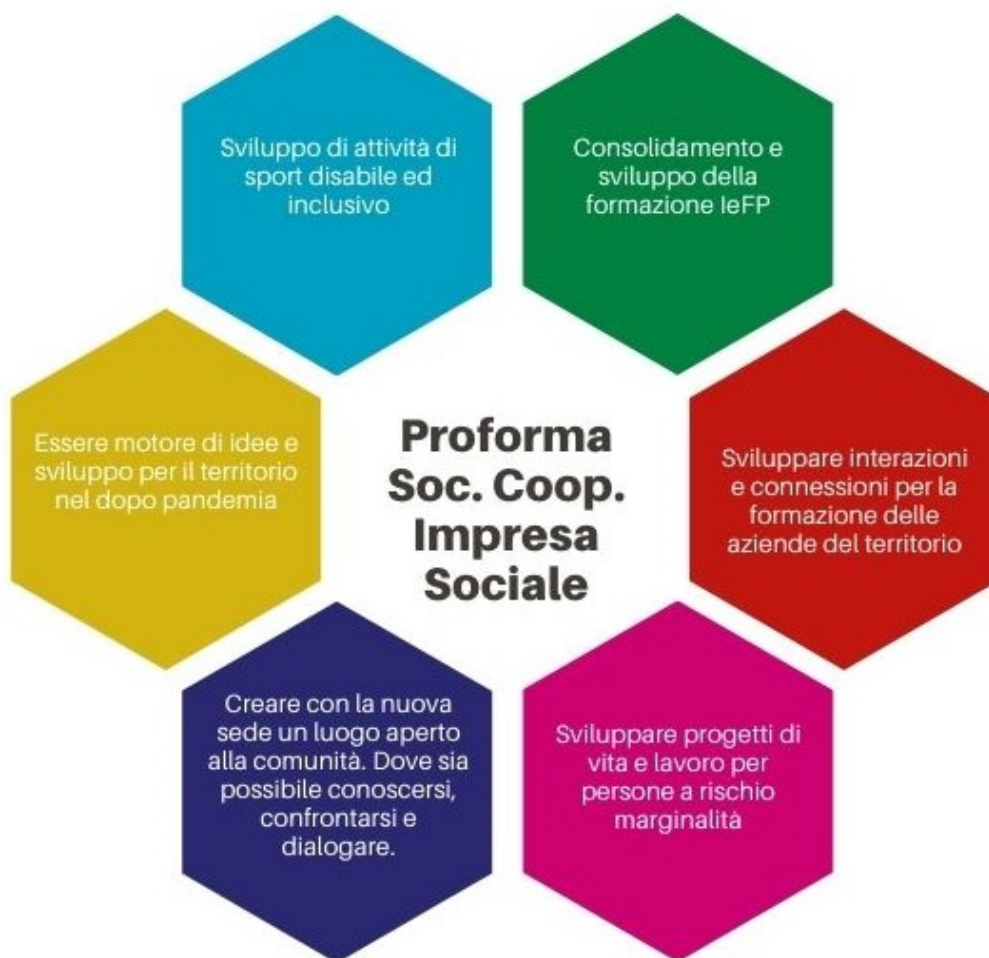 Sviluppo di attività di
sport disabile ed
inclusivo
Consolidamento e
sviluppo della
formazione IeFP
Essere motore di idee e
sviluppo per il territorio
nel dopo pandemia
Proforma
Soc. Coop.
Impresa
Sociale
Sviluppare interazioni
e connessioni per la
formazione delle
aziende del territorio
Creare con la nuova
sede un luogo aperto
alla comunità. Dove sia
possibile conoscersi,
confrontarsi e
dialogare.
Sviluppare progetti di
vita e lavoro per
persone a rischio
marginalità